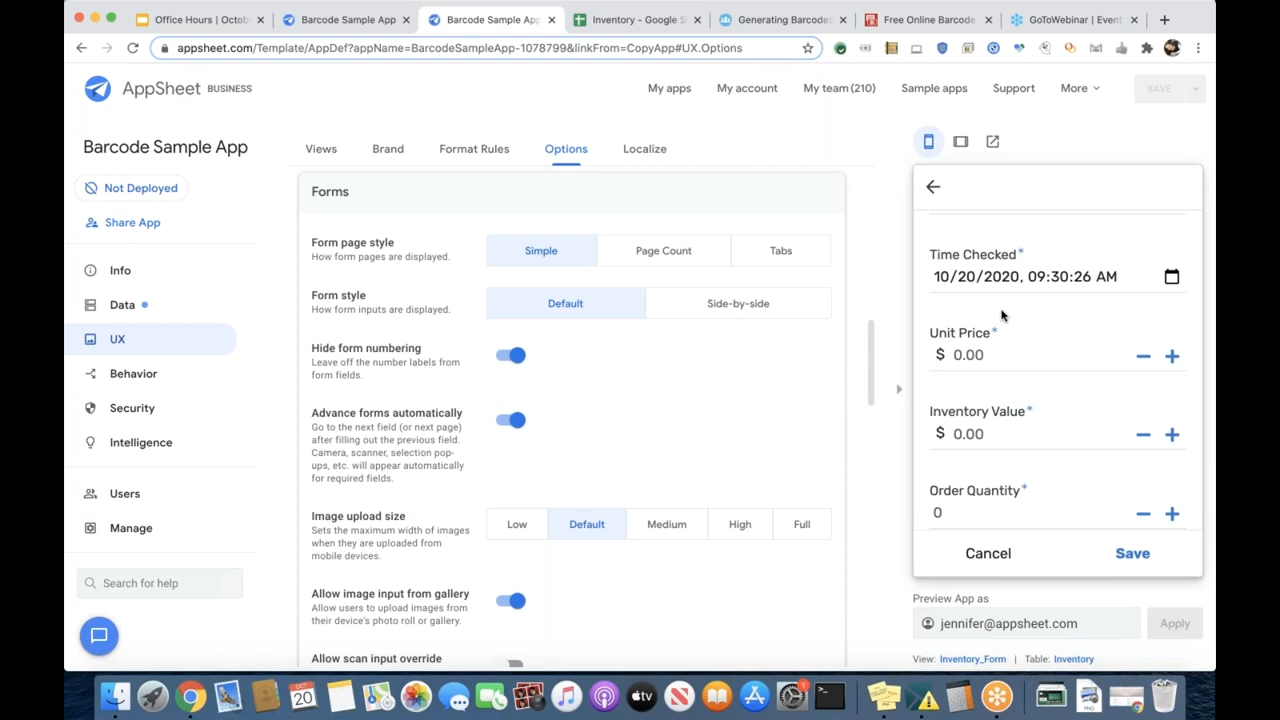 Office Hours | Octob
Barcode Sample App
Barcode Sample App
Inventory - Google S
Generating Barcodes
Free Online Barcode
GoToWebinar | Event
appsheet.com/Template/AppDef?appName=BarcodeSampleApp-1078799&linkFrom=CopyApp#UX.Options
AppSheet BUSINESS
My apps
My account
My team (210)
Sample apps
Support
More
SAVE
Barcode Sample App
Not Deployed
Share App
Info
Data
UX
Behavior
Security
Intelligence
Users
Manage
Search for help
Views
Brand
Format Rules
Options
Localize
Forms
Form page style
How form pages are displayed.
Simple
Page Count
Tabs
Form style
How form inputs are displayed.
Default
Side-by-side
Hide form numbering
Leave off the number labels from
form fields.
Advance forms automatically
Go to the next field (or next page)
after filling out the previous field.
Camera, scanner, selection pop-
ups, etc. will appear automatically
for required fields.
Image upload size
Sets the maximum width of images
when they are uploaded from
mobile devices.
Low
Default
Medium
High
Full
Allow image input from gallery
Allow users to upload images from
their device's photo roll or gallery.
Allow scan input override
Time Checked*
10/20/2020, 09:30:26 AM
Unit Price*
$ 0.00
Inventory Value*
$ 0.00
Order Quantity*
0
Cancel
Save
Preview App as
jennifer@appsheet.com
Apply
View: Inventory_Form | Table: Inventory
OCT
20
tv